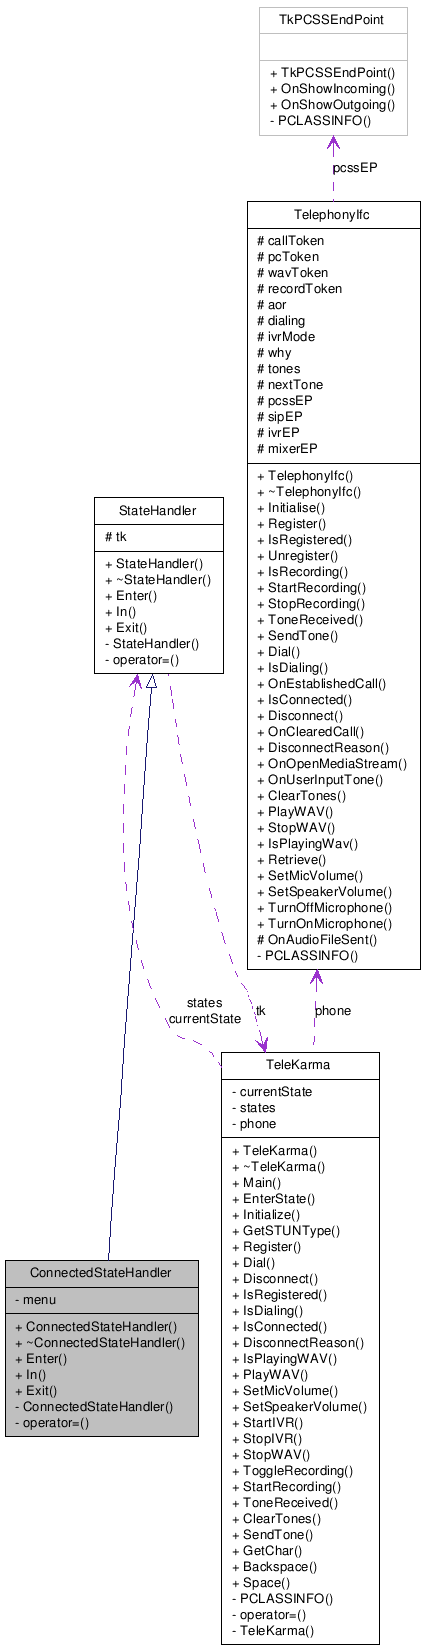 TkPCSSEndPoint
+ TkPCSSEndPoint()
+ OnShowIncoming()
+ OnShowOutgoing()
- PCLASSINFO()
pcssEP
TelephonyIfc
# callToken
# pcToken
# wavToken
# recordToken
# aor
# dialing
# ivrMode
# why
# tones
# nextTone
# pcssEP
# sipEP
# ivrEP
# mixerEP
+ TelephonyIfc()
+ ~TelephonyIfc()
+ Initialise()
+ Register()
+ IsRegistered()
+ Unregister()
+ IsRecording()
+ StartRecording()
+ StopRecording()
+ ToneReceived()
+ SendTone()
+ Dial()
+ IsDialing()
+ OnEstablishedCall()
+ IsConnected()
+ Disconnect()
+ OnClearedCall()
+ DisconnectReason()
+ OnOpenMediaStream()
+ OnUserInputTone()
+ ClearTones()
+ PlayWAV()
+ StopWAV()
+ IsPlayingWav()
+ Retrieve()
+ SetMicVolume()
+ SetSpeakerVolume()
+ TurnOffMicrophone()
+ TurnOnMicrophone()
# OnAudioFileSent()
- PCLASSINFO()
StateHandler
# tk
+ StateHandler()
+ ~StateHandler()
+ Enter()
+ In()
+ Exit()
- StateHandler()
- operator=()
states
currentState
tk
phone
TeleKarma
- currentState
- states
- phone
+ TeleKarma()
+ ~TeleKarma()
+ Main()
+ EnterState()
+ Initialize()
+ GetSTUNType()
+ Register()
+ Dial()
+ Disconnect()
+ IsRegistered()
+ IsDialing()
+ IsConnected()
+ DisconnectReason()
+ IsPlayingWAV()
+ PlayWAV()
+ SetMicVolume()
+ SetSpeakerVolume()
+ StartIVR()
+ StopIVR()
+ StopWAV()
+ ToggleRecording()
+ StartRecording()
+ ToneReceived()
+ ClearTones()
+ SendTone()
+ GetChar()
+ Backspace()
+ Space()
- PCLASSINFO()
- operator=()
- TeleKarma()
ConnectedStateHandler
- menu
+ ConnectedStateHandler()
+ ~ConnectedStateHandler()
+ Enter()
+ In()
+ Exit()
- ConnectedStateHandler()
- operator=()